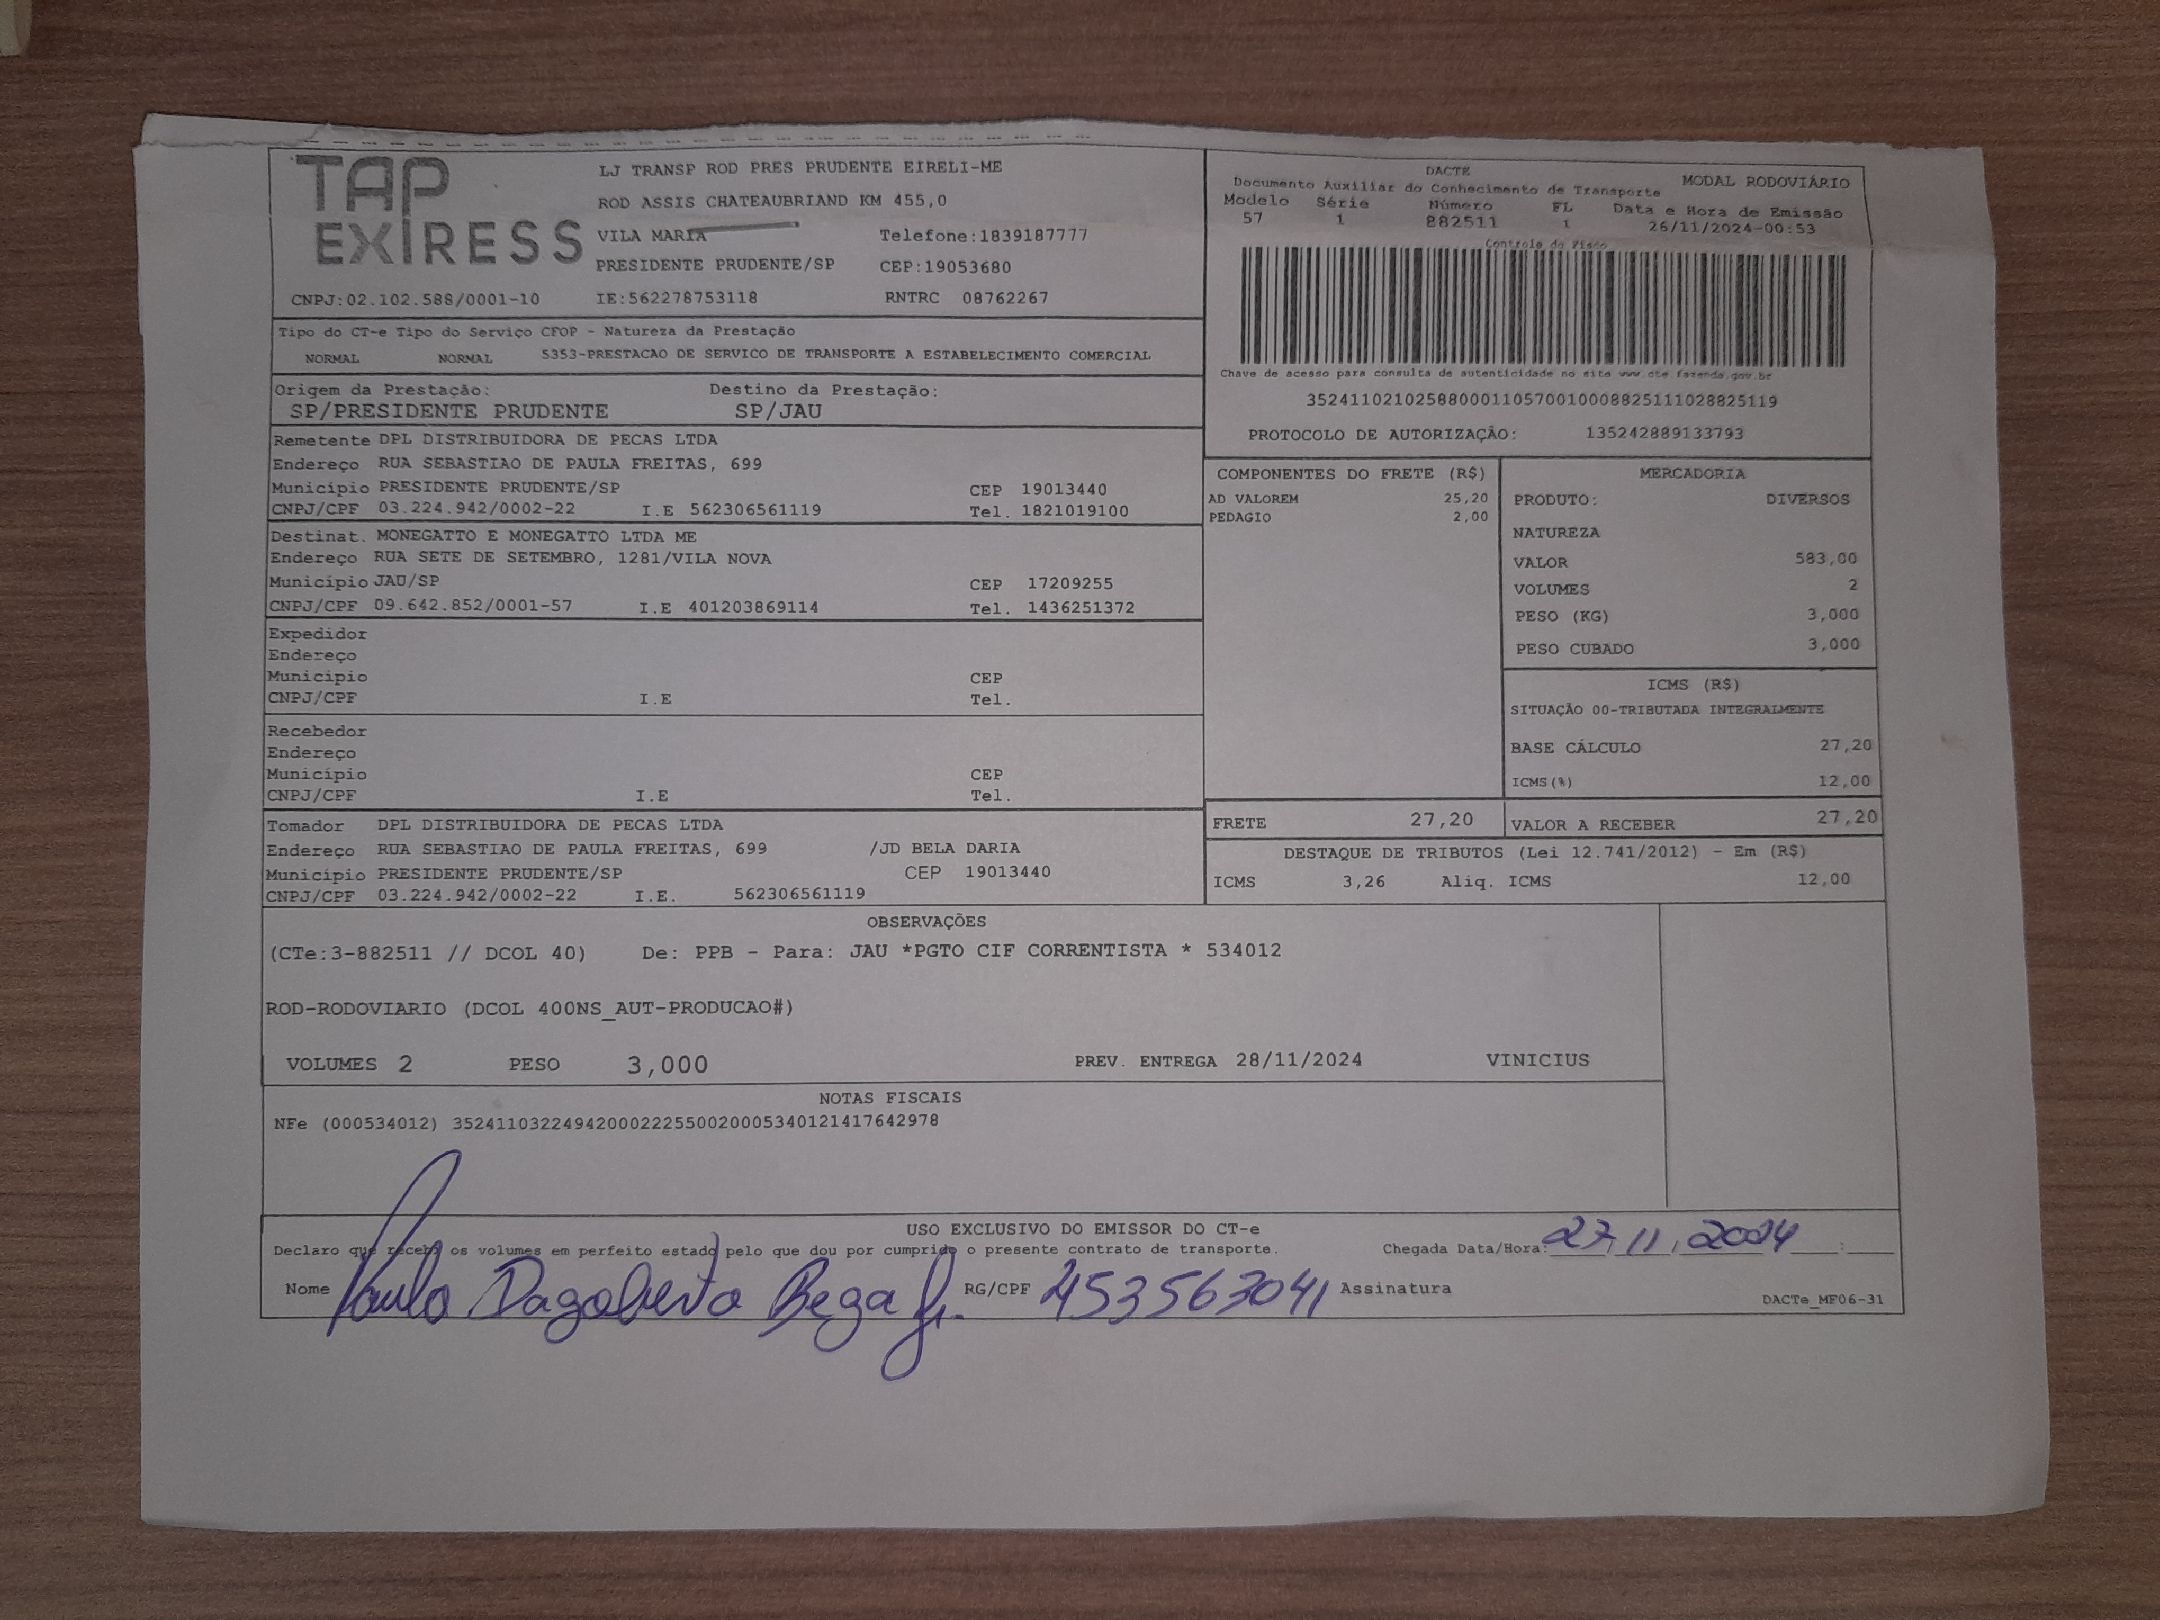 TAP
EXIRESS
LJ TRANSP ROD PRES PRUDENTE EIRELI-ME
ROD ASSIS CHATEAUBRIAND KM 455,0
VILA MARIA Telefone:1839187777
PRESIDENTE PRUDENTE/SP CEP:19053680
CNPJ:02.102.588/0001-10 IE:562278753118 RNTRC 08762267
DACTE
Documento Auxiliar do Conhecimento de Transporte MODAL RODOVIÁRIO
Modelo Série Número FL Data e Hora de Emissão
57 1 882511 1 26/11/2024-00:53
Controle do Fisco
Chave de acesso para consulta de autenticidade no site www.cte.fazenda.gov.br
35241102102588000110570010008825111028825119
PROTOCOLO DE AUTORIZAÇÃO: 135242889133793
Tipo do CT-e Tipo do Serviço CFOP - Natureza da Prestação
NORMAL NORMAL 5353-PRESTACAO DE SERVICO DE TRANSPORTE A ESTABELECIMENTO COMERCIAL
Origem da Prestação: Destino da Prestação:
SP/PRESIDENTE PRUDENTE SP/JAU
Remetente DPL DISTRIBUIDORA DE PECAS LTDA
Endereço RUA SEBASTIAO DE PAULA FREITAS, 699
Município PRESIDENTE PRUDENTE/SP CEP 19013440
CNPJ/CPF 03.224.942/0002-22 I.E 562306561119 Tel. 1821019100
Destinat. MONEGATTO E MONEGATTO LTDA ME
Endereço RUA SETE DE SETEMBRO, 1281/VILA NOVA
Município JAU/SP CEP 17209255
CNPJ/CPF 09.642.852/0001-57 I.E 401203869114 Tel. 1436251372
Expedidor
Endereço
Município CEP
CNPJ/CPF I.E Tel.
Recebedor
Endereço
Município CEP
CNPJ/CPF I.E Tel.
Tomador DPL DISTRIBUIDORA DE PECAS LTDA
Endereço RUA SEBASTIAO DE PAULA FREITAS, 699 /JD BELA DARIA
Município PRESIDENTE PRUDENTE/SP CEP 19013440
CNPJ/CPF 03.224.942/0002-22 I.E. 562306561119
COMPONENTES DO FRETE (R$)
AD VALOREM 25,20
PEDAGIO 2,00
MERCADORIA
PRODUTO: DIVERSOS
NATUREZA
VALOR 583,00
VOLUMES 2
PESO (KG) 3,000
PESO CUBADO 3,000
ICMS (R$)
SITUAÇÃO 00-TRIBUTADA INTEGRALMENTE
BASE CÁLCULO 27,20
ICMS(%) 12,00
FRETE 27,20 VALOR A RECEBER 27,20
DESTAQUE DE TRIBUTOS (Lei 12.741/2012) - Em (R$)
ICMS 3,26 Aliq. ICMS 12,00
OBSERVAÇÕES
(CTe:3-882511 // DCOL 40) De: PPB - Para: JAU *PGTO CIF CORRENTISTA * 534012
ROD-RODOVIARIO (DCOL 400NS_AUT-PRODUCAO#)
VOLUMES 2 PESO 3,000 PREV. ENTREGA 28/11/2024 VINICIUS
NOTAS FISCAIS
NFe (000534012) 35241103224942000222550020005340121417642978
USO EXCLUSIVO DO EMISSOR DO CT-e
Declaro que recebi os volumes em perfeito estado pelo que dou por cumprido o presente contrato de transporte. Chegada Data/Hora: 27, 11, 2024 :
Nome Paulo Dagoberto Bega Jr. RG/CPF 453563041 Assinatura
DACTe_MF06-31